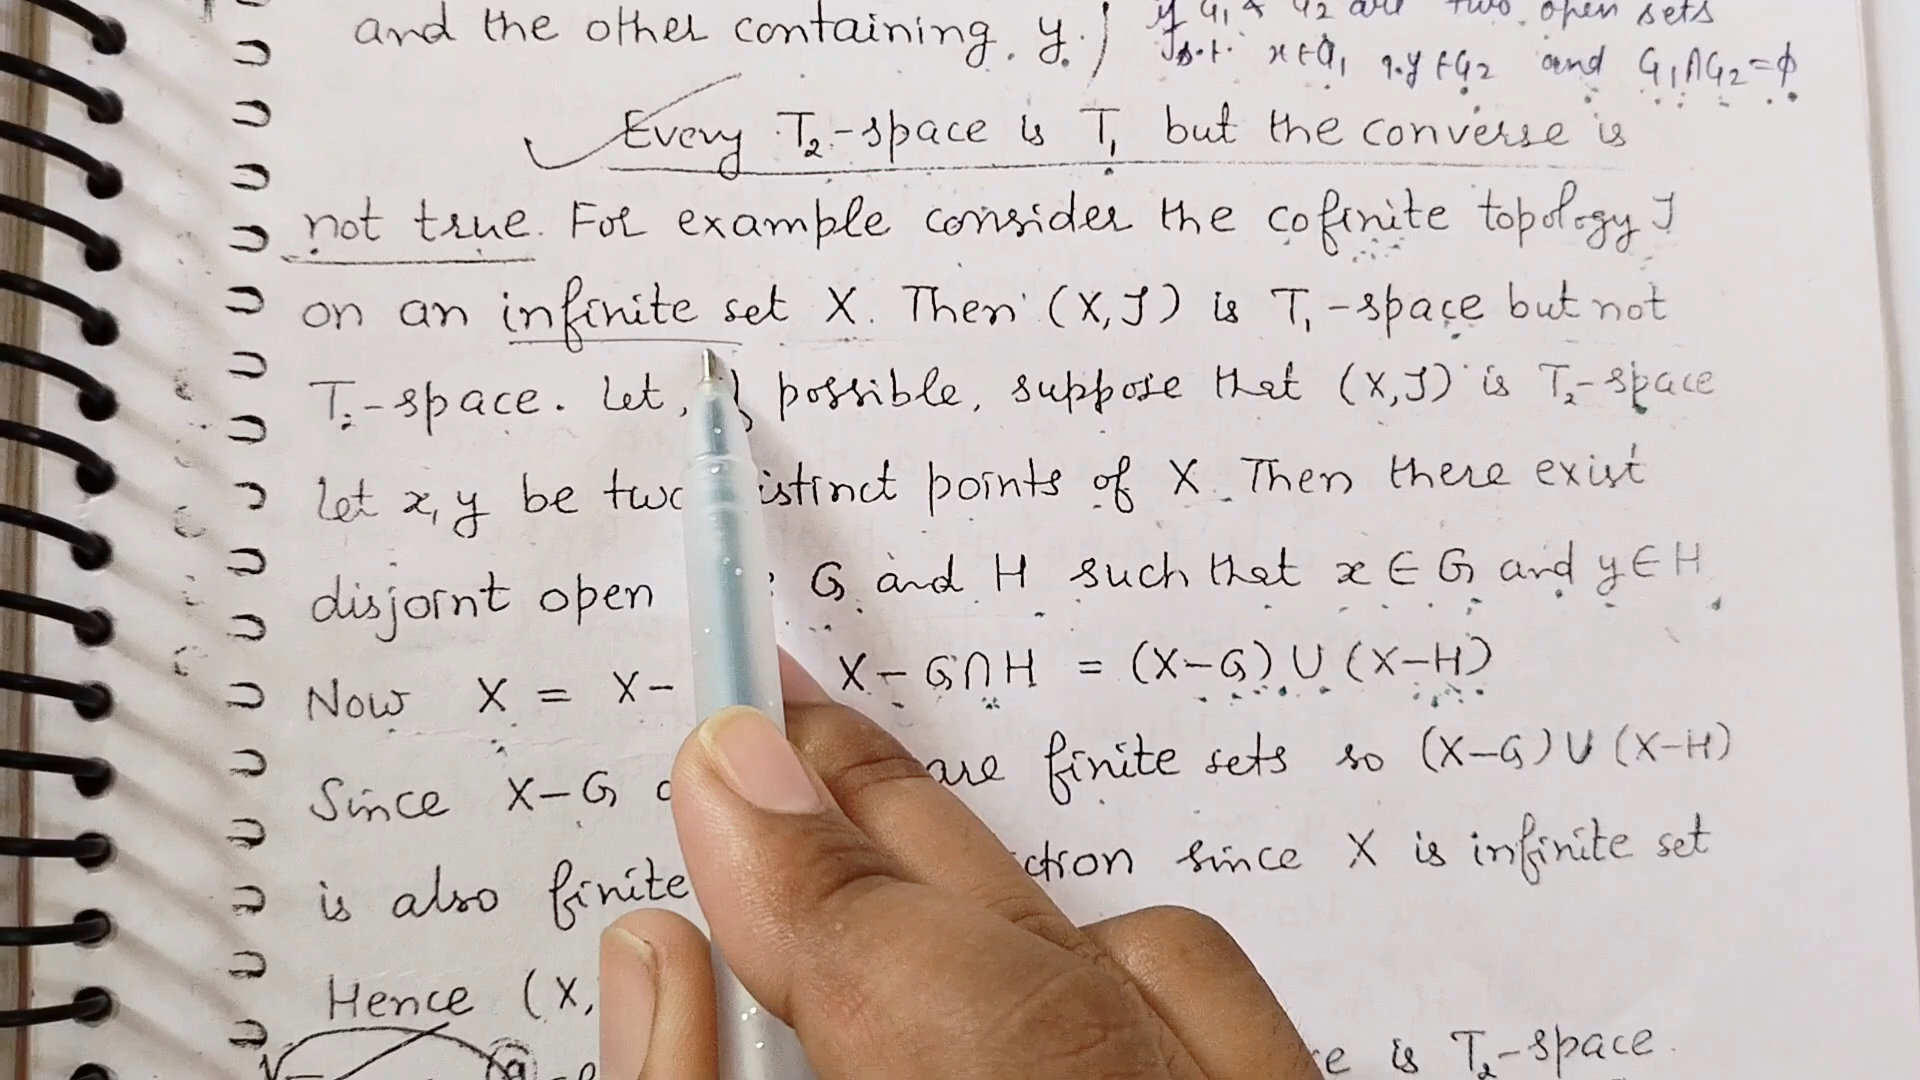 and the other containing y.) if G1 & G2 are two open sets
s.t. x∈G1 & y∈G2 and G1∩G2=ϕ
Every T2-space is T1 but the converse is
not true. For example consider the cofinite topology J
on an infinite set X. Then (X,J) is T1-space but not
T2-space. Let, possible, suppose that (X,J) is T2-space
Let x,y be two distinct points of X. Then there exist
disjoint open G and H such that x∈G and y∈H
Now X = X- X-G∩H = (X-G)∪(X-H)
Since X-G are finite sets so (X-G)∪(X-H)
is also finite ction since X is infinite set
Hence (X,
is T2-space.